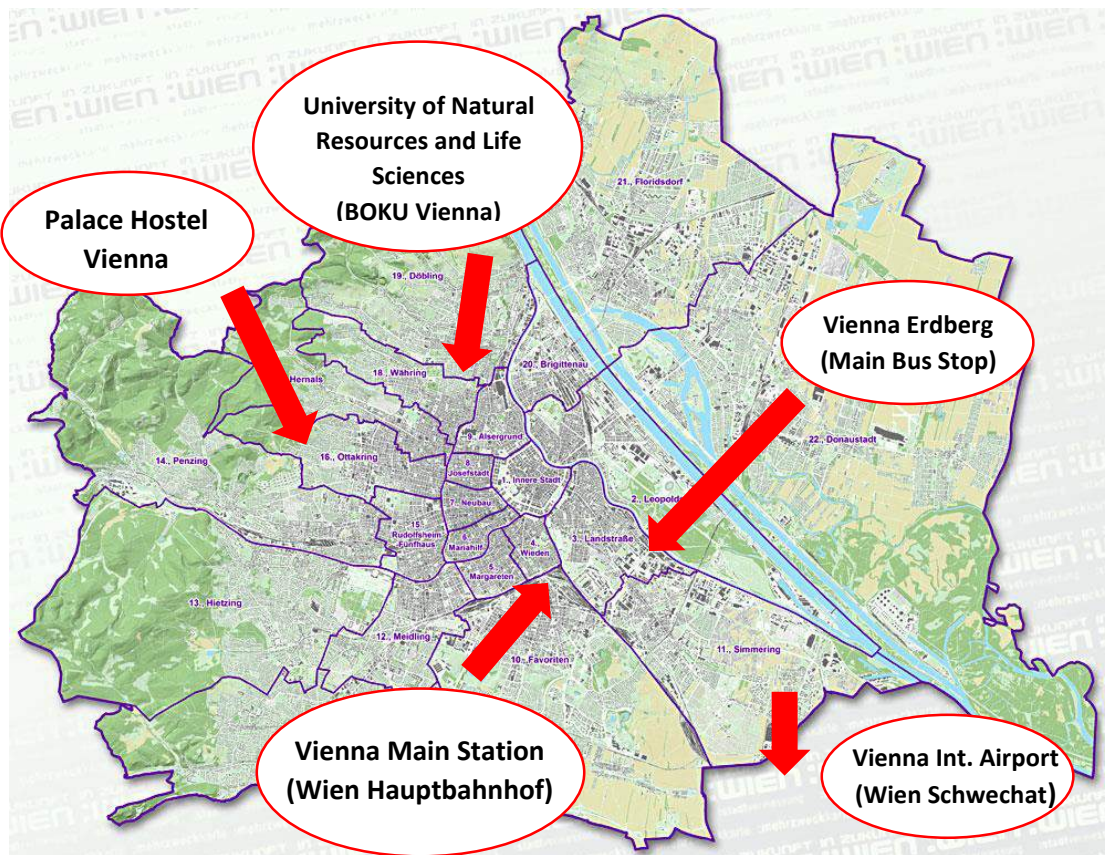 University of Natural
Resources and Life
Sciences
(BOKU Vienna)
Palace Hostel
Vienna
21., Floridsdorf
19., Döbling
Vienna Erdberg
(Main Bus Stop)
20., Brigittenau
18., Währing
Hernals
9., Alsergrund
22., Donaustadt
16., Ottakring
14., Penzing
8.
Josefstadt
1., Innere Stadt
2., Leopolds
7., Neubau
15.
Rudolfsheim
Fünfhaus
6.
Mariahilf
4.
Wieden
3., Landstraße
5.
Margareten
13., Hietzing
12., Meidling
11., Simmering
10., Favoriten
Vienna Main Station
(Wien Hauptbahnhof)
Vienna Int. Airport
(Wien Schwechat)